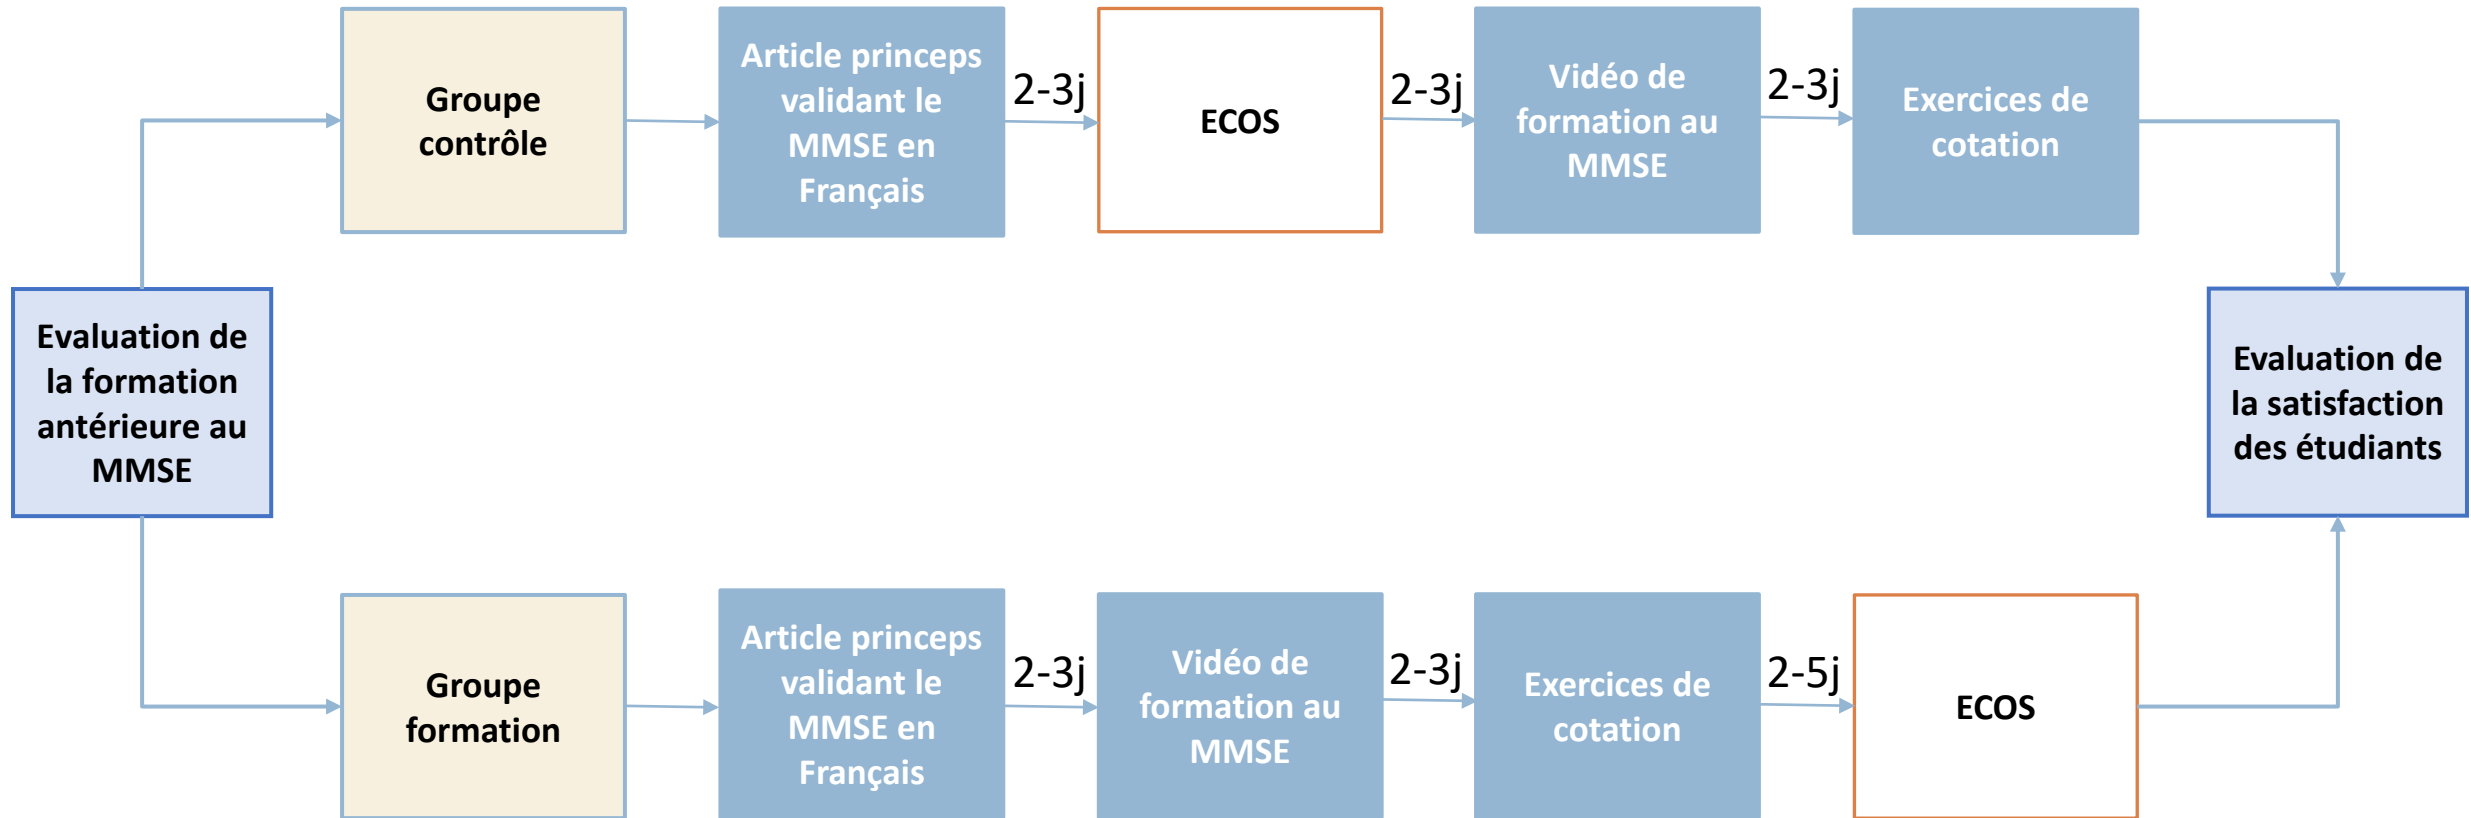 Groupe
contrôle
Article princeps
validant le
MMSE en
Français
2-3j
ECOS
2-3j
Vidéo de
formation au
MMSE
2-3j
Exercices de
cotation
Evaluation de
la formation
antérieure au
MMSE
Evaluation de
la satisfaction
des étudiants
Groupe
formation
Article princeps
validant le
MMSE en
Français
2-3j
Vidéo de
formation au
MMSE
2-3j
Exercices de
cotation
2-5j
ECOS